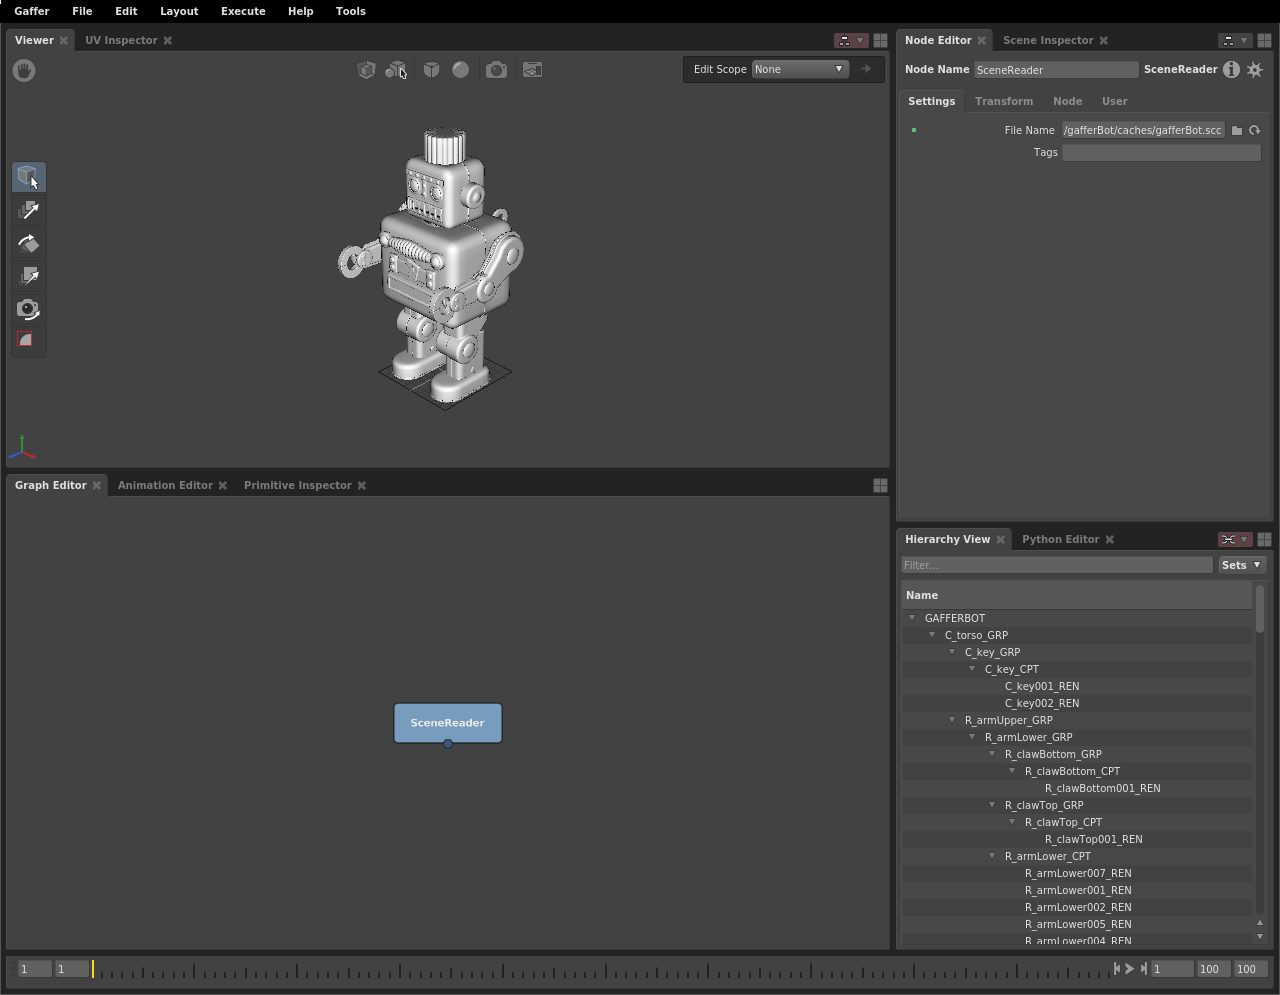 Gaffer File Edit Layout Execute Help Tools
Viewer UV Inspector
Edit Scope None
Graph Editor Animation Editor Primitive Inspector
SceneReader
Node Editor Scene Inspector
Node Name SceneReader SceneReader
Settings Transform Node User
File Name /gafferBot/caches/gafferBot.scc
Tags
Hierarchy View Python Editor
Filter... Sets
Name
GAFFERBOT
C_torso_GRP
C_key_GRP
C_key_CPT
C_key001_REN
C_key002_REN
R_armUpper_GRP
R_armLower_GRP
R_clawBottom_GRP
R_clawBottom_CPT
R_clawBottom001_REN
R_clawTop_GRP
R_clawTop_CPT
R_clawTop001_REN
R_armLower_CPT
R_armLower007_REN
R_armLower001_REN
R_armLower002_REN
R_armLower005_REN
R_armLower004_REN
1 1 1 100 100